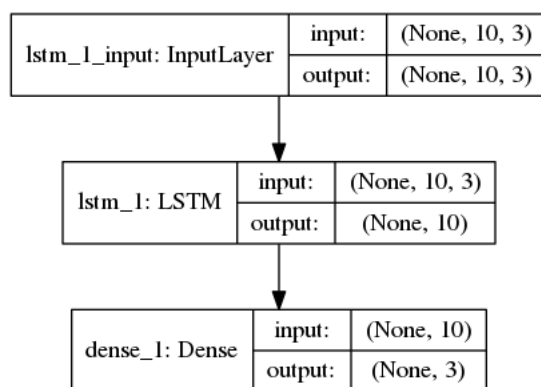 lstm_1_input: InputLayer
input: (None, 10, 3)
output: (None, 10, 3)
lstm_1: LSTM
input: (None, 10, 3)
output: (None, 10)
dense_1: Dense
input: (None, 10)
output: (None, 3)